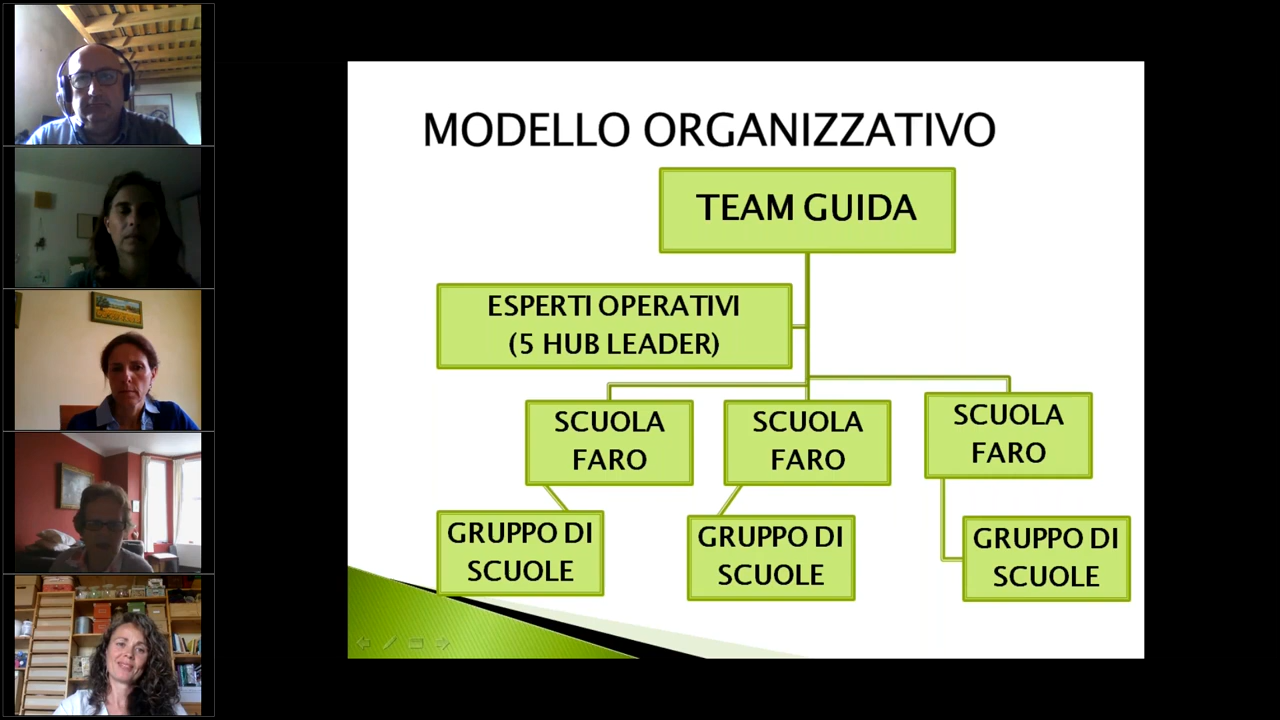 MODELLO ORGANIZZATIVO
TEAM GUIDA
ESPERTI OPERATIVI
(5 HUB LEADER)
SCUOLA
FARO
SCUOLA
FARO
SCUOLA
FARO
GRUPPO DI
SCUOLE
GRUPPO DI
SCUOLE
GRUPPO DI
SCUOLE